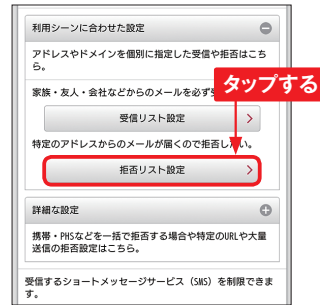 利用シーンに合わせた設定
アドレスやドメインを個別に指定した受信や拒否はこち
ら。
家族・友人・会社などからのメールを必ず
タップする
受信リスト設定
特定のアドレスからのメールが届くので拒否し
い。
拒否リスト設定
詳細な設定
携帯・PHSなどを一括で拒否する場合や特定のURLや大量
送信の拒否設定はこちら。
受信するショートメッセージサービス（SMS）を制限できま
す。